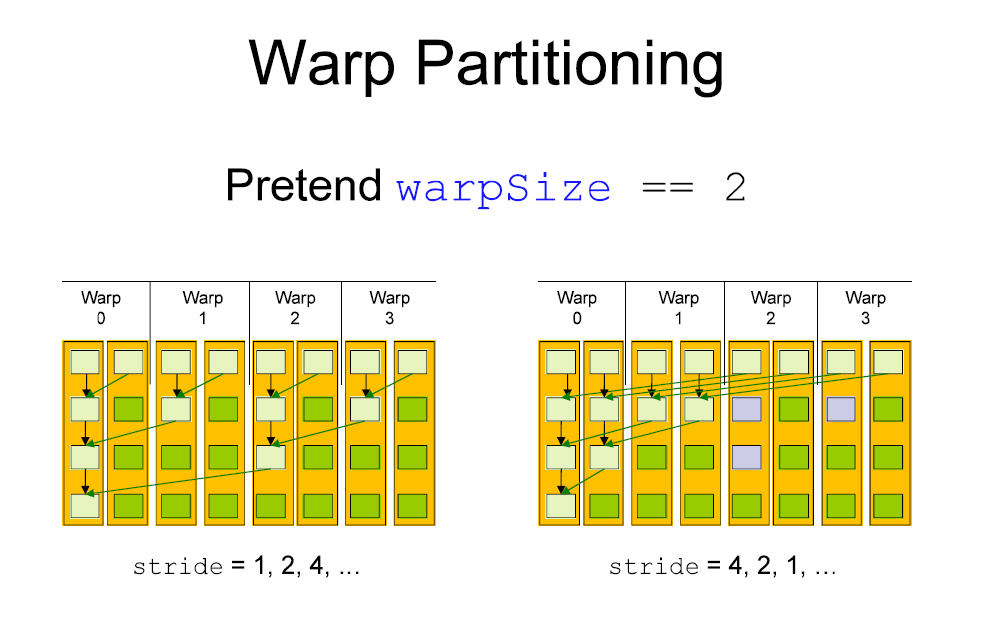 Warp Partitioning
Pretend warpSize == 2
Warp
0
Warp
1
Warp
2
Warp
3
Warp
0
Warp
1
Warp
2
Warp
3
stride = 1, 2, 4, ...
stride = 4, 2, 1, ...